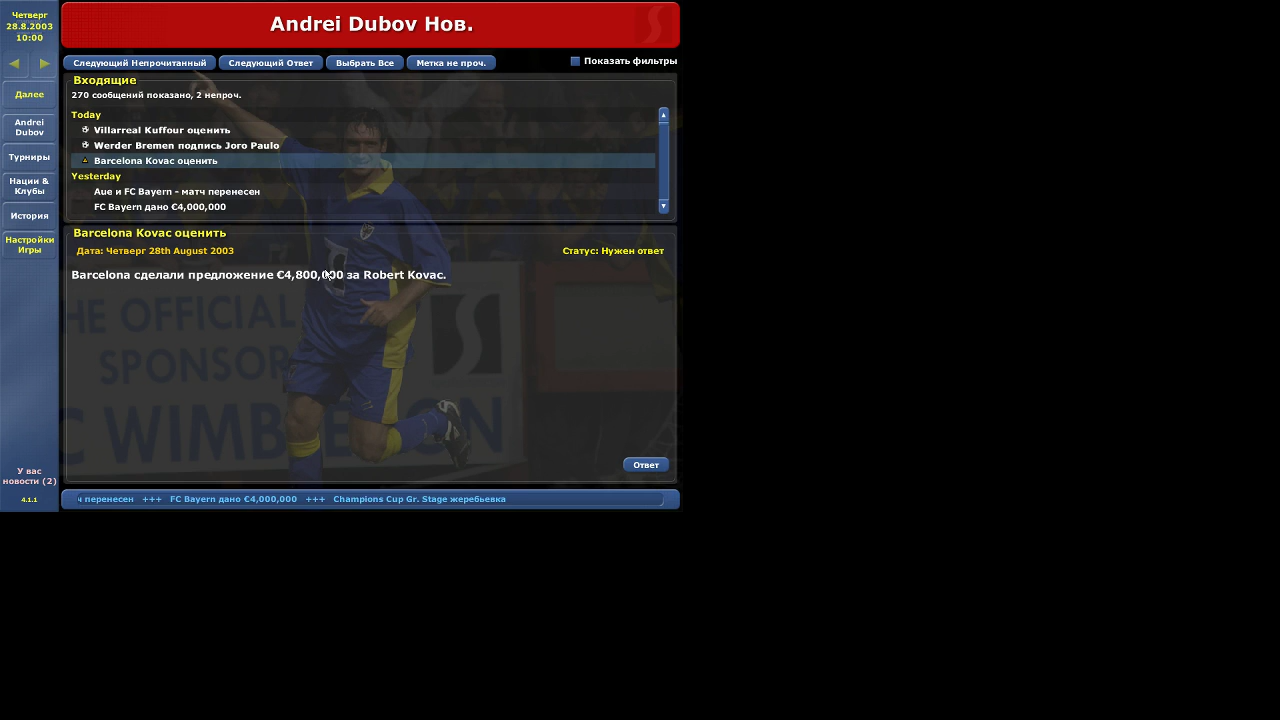 Четверг
28.8.2003
10:00
Далее
Andrei
Dubov
Турниры
Нации &
Клубы
История
Настройки
Игры
У вас
новости (2)
4.1.1
Andrei Dubov Нов.
Следующий Непрочитанный
Следующий Ответ
Выбрать Все
Метка не проч.
Показать фильтры
Входящие
270 сообщений показано, 2 непроч.
Today
Villarreal Kuffour оценить
Werder Bremen подпись Joro Paulo
Barcelona Kovac оценить
Yesterday
Aue и FC Bayern - матч перенесен
FC Bayern дано €4,000,000
Barcelona Kovac оценить
Дата: Четверг 28th August 2003
Статус: Нужен ответ
Barcelona сделали предложение €4,800,000 за Robert Kovac.
HE OFFICIAL
SPONSOR
C WIMBLEDON
Ответ
ч перенесен +++ FC Bayern дано €4,000,000 +++ Champions Cup Gr. Stage жеребьевка